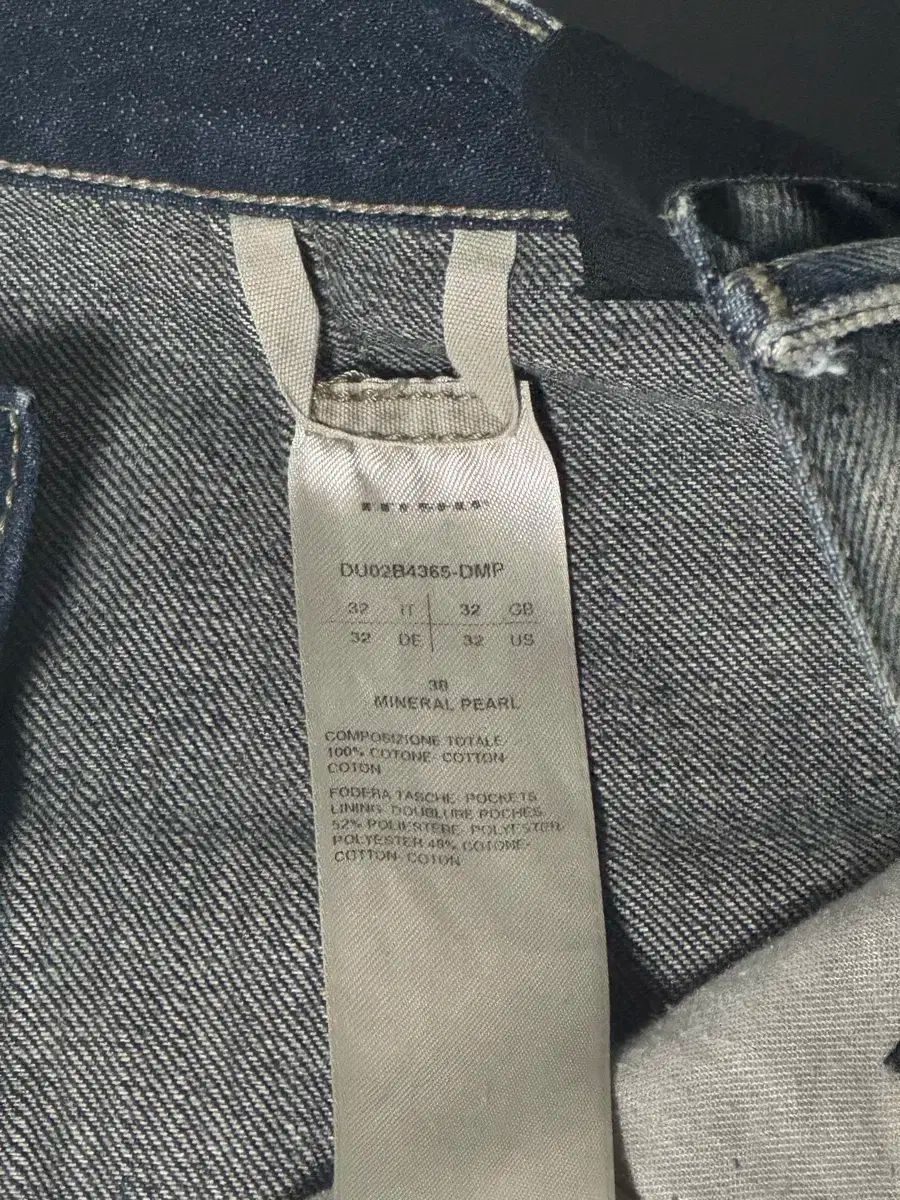 DU02B4365-DMP
32 IT 32 GB
32 DE 32 US
38
MINERAL PEARL
COMPOSIZIONE TOTALE
100% COTONE- COTTON-
COTON
FODERA TASCHE- POCKETS
LINING- DOUBLURE POCHES
52% POLIESTERE- POLYESTER-
POLYESTER 48% COTONE-
COTTON- COTON